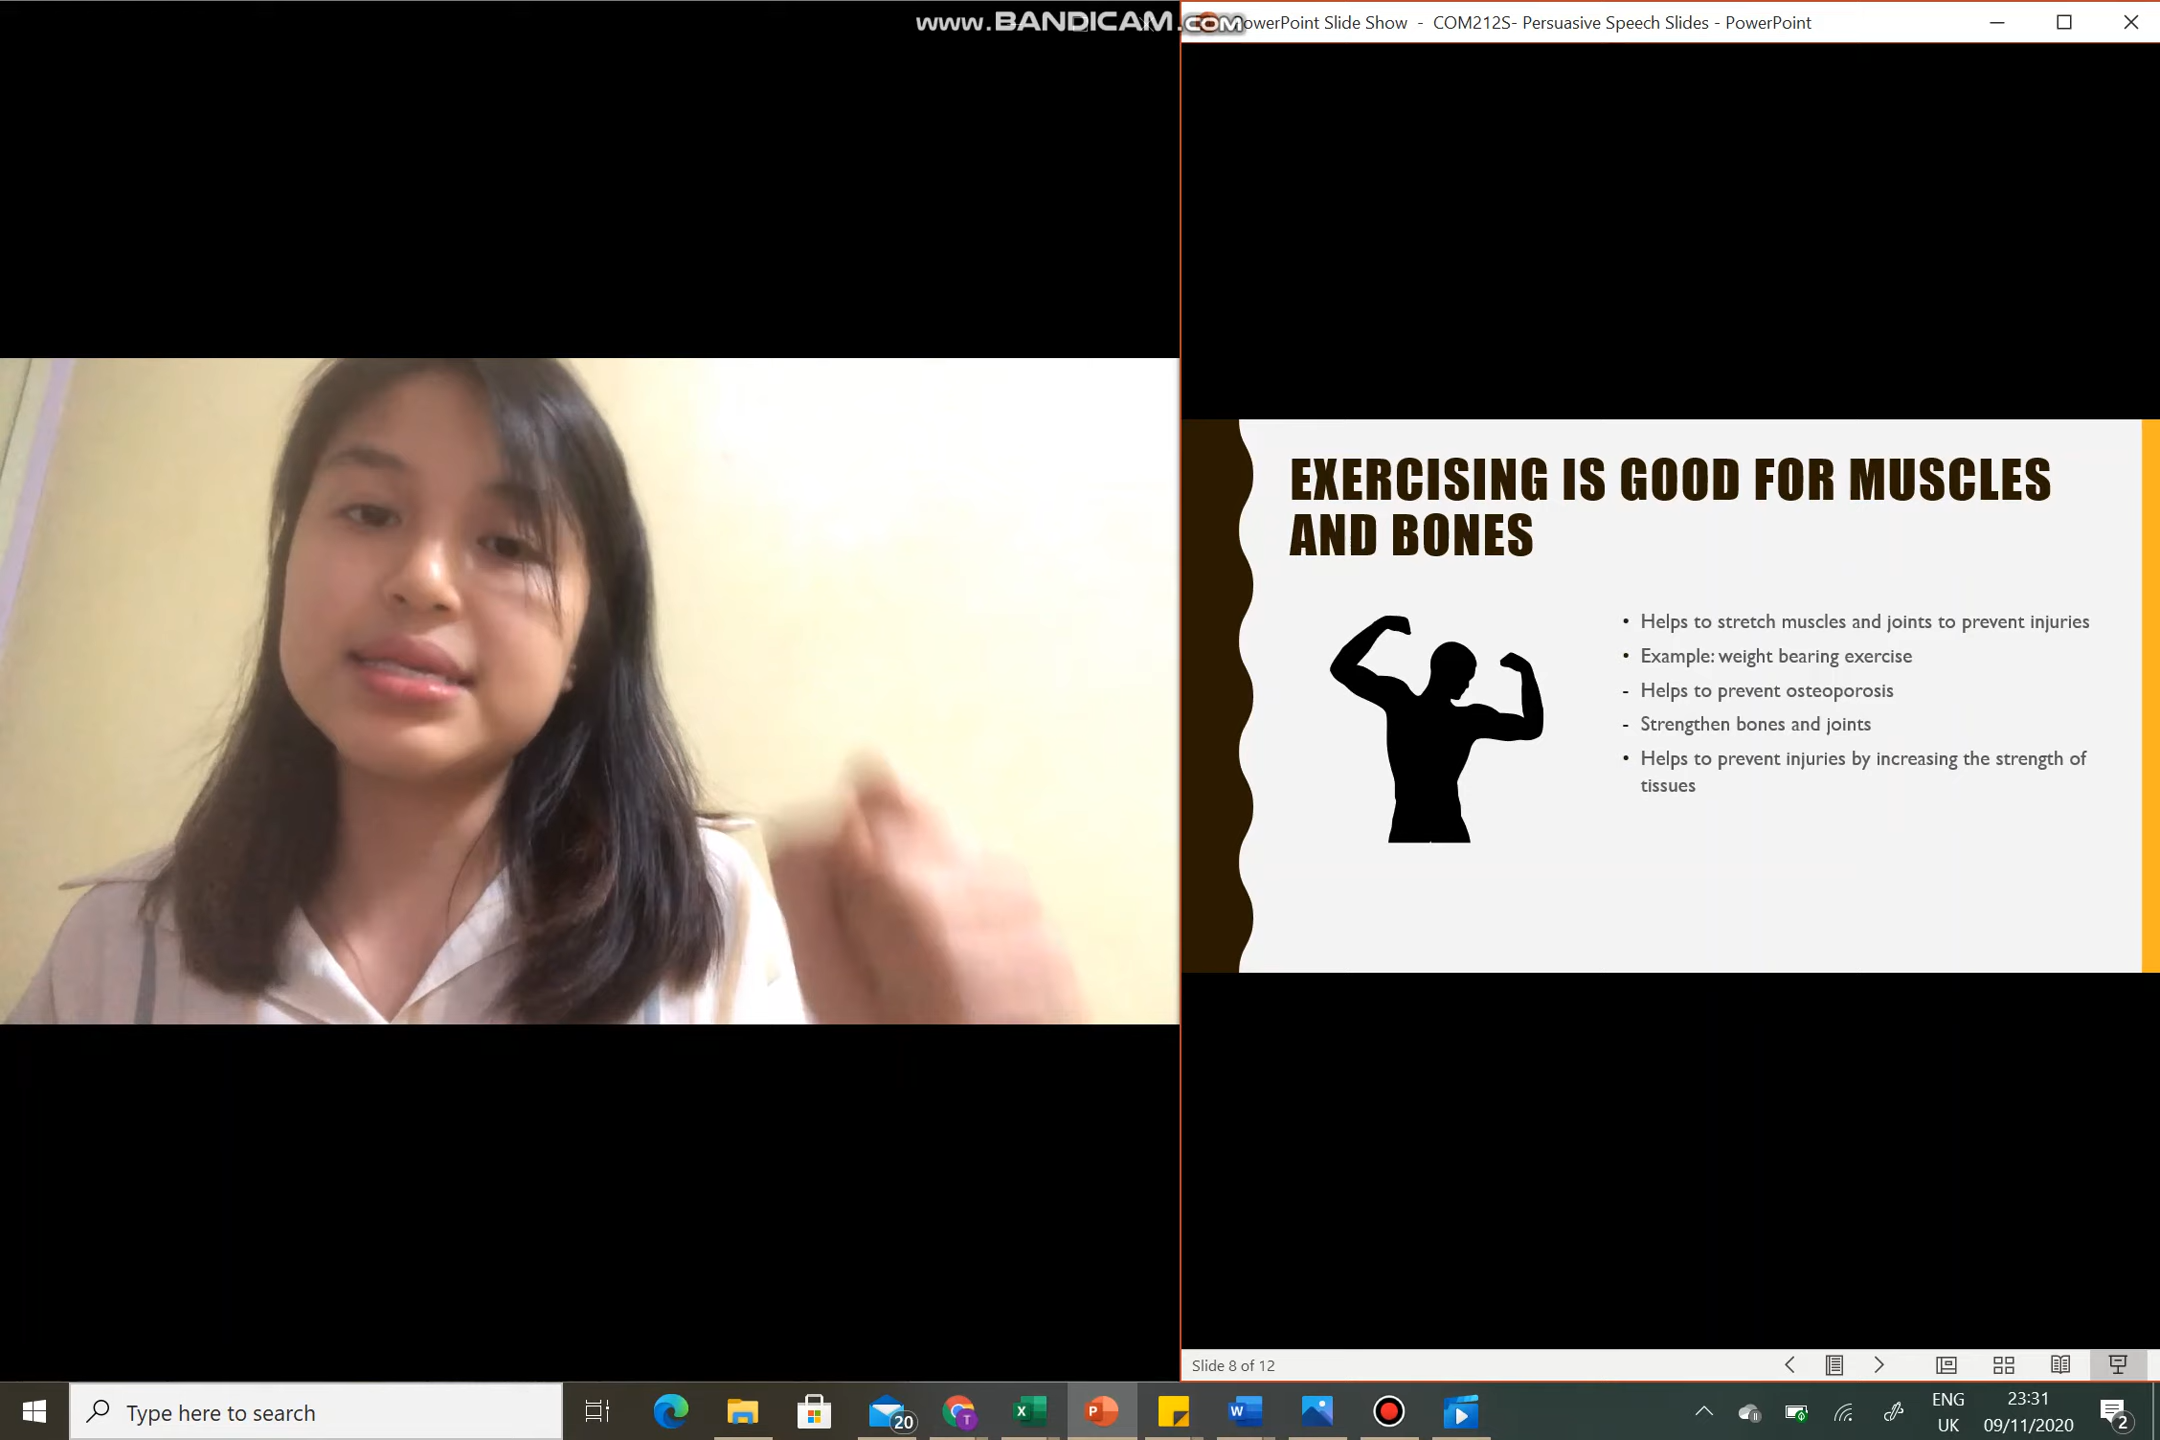 www.BANDICAM.com
PowerPoint Slide Show - COM212S- Persuasive Speech Slides - PowerPoint
EXERCISING IS GOOD FOR MUSCLES
AND BONES
• Helps to stretch muscles and joints to prevent injuries
• Example: weight bearing exercise
- Helps to prevent osteoporosis
- Strengthen bones and joints
• Helps to prevent injuries by increasing the strength of
tissues
Slide 8 of 12
Type here to search
20
T
X
P
W
ENG
UK
23:31
09/11/2020
2